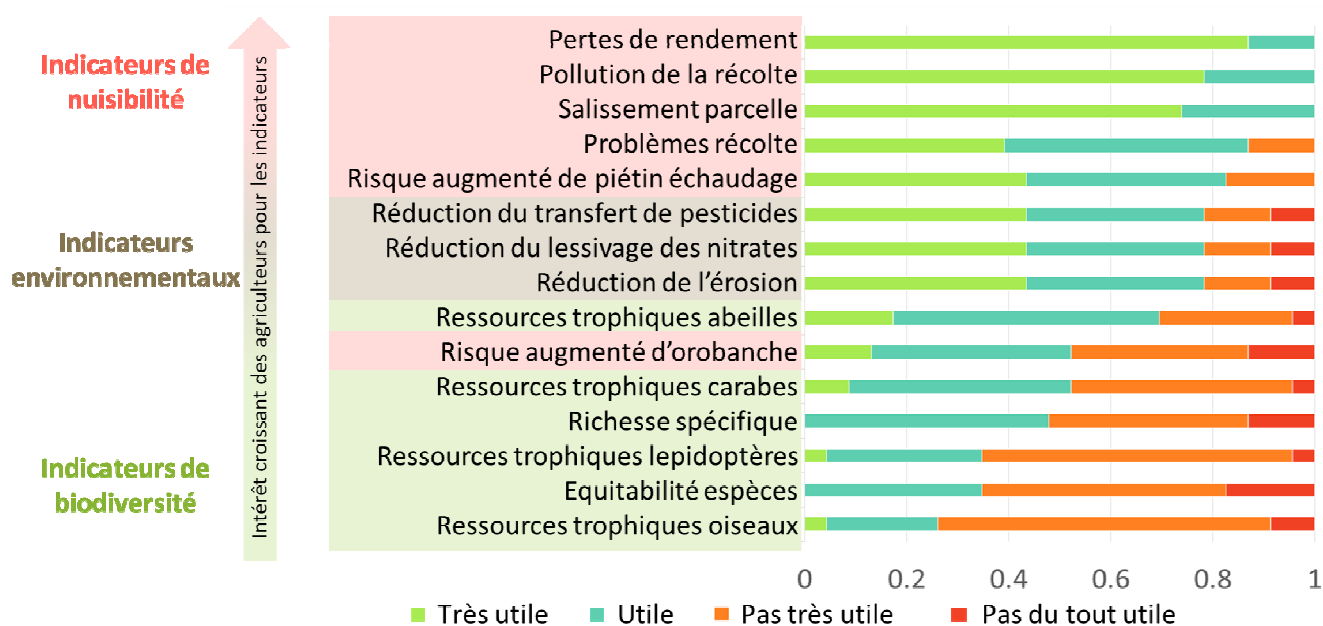 Indicateurs de
nuisibilité
Indicateurs
environnementaux
Indicateurs de
biodiversité
Intérêt croissant des agriculteurs pour les indicateurs
Pertes de rendement
Pollution de la récolte
Salissement parcelle
Problèmes récolte
Risque augmenté de piétin échaudage
Réduction du transfert de pesticides
Réduction du lessivage des nitrates
Réduction de l’érosion
Ressources trophiques abeilles
Risque augmenté d’orobanche
Ressources trophiques carabes
Richesse spécifique
Ressources trophiques lepidoptères
Equitabilité espèces
Ressources trophiques oiseaux
0 0.2 0.4 0.6 0.8 1
Très utile Utile Pas très utile Pas du tout utile